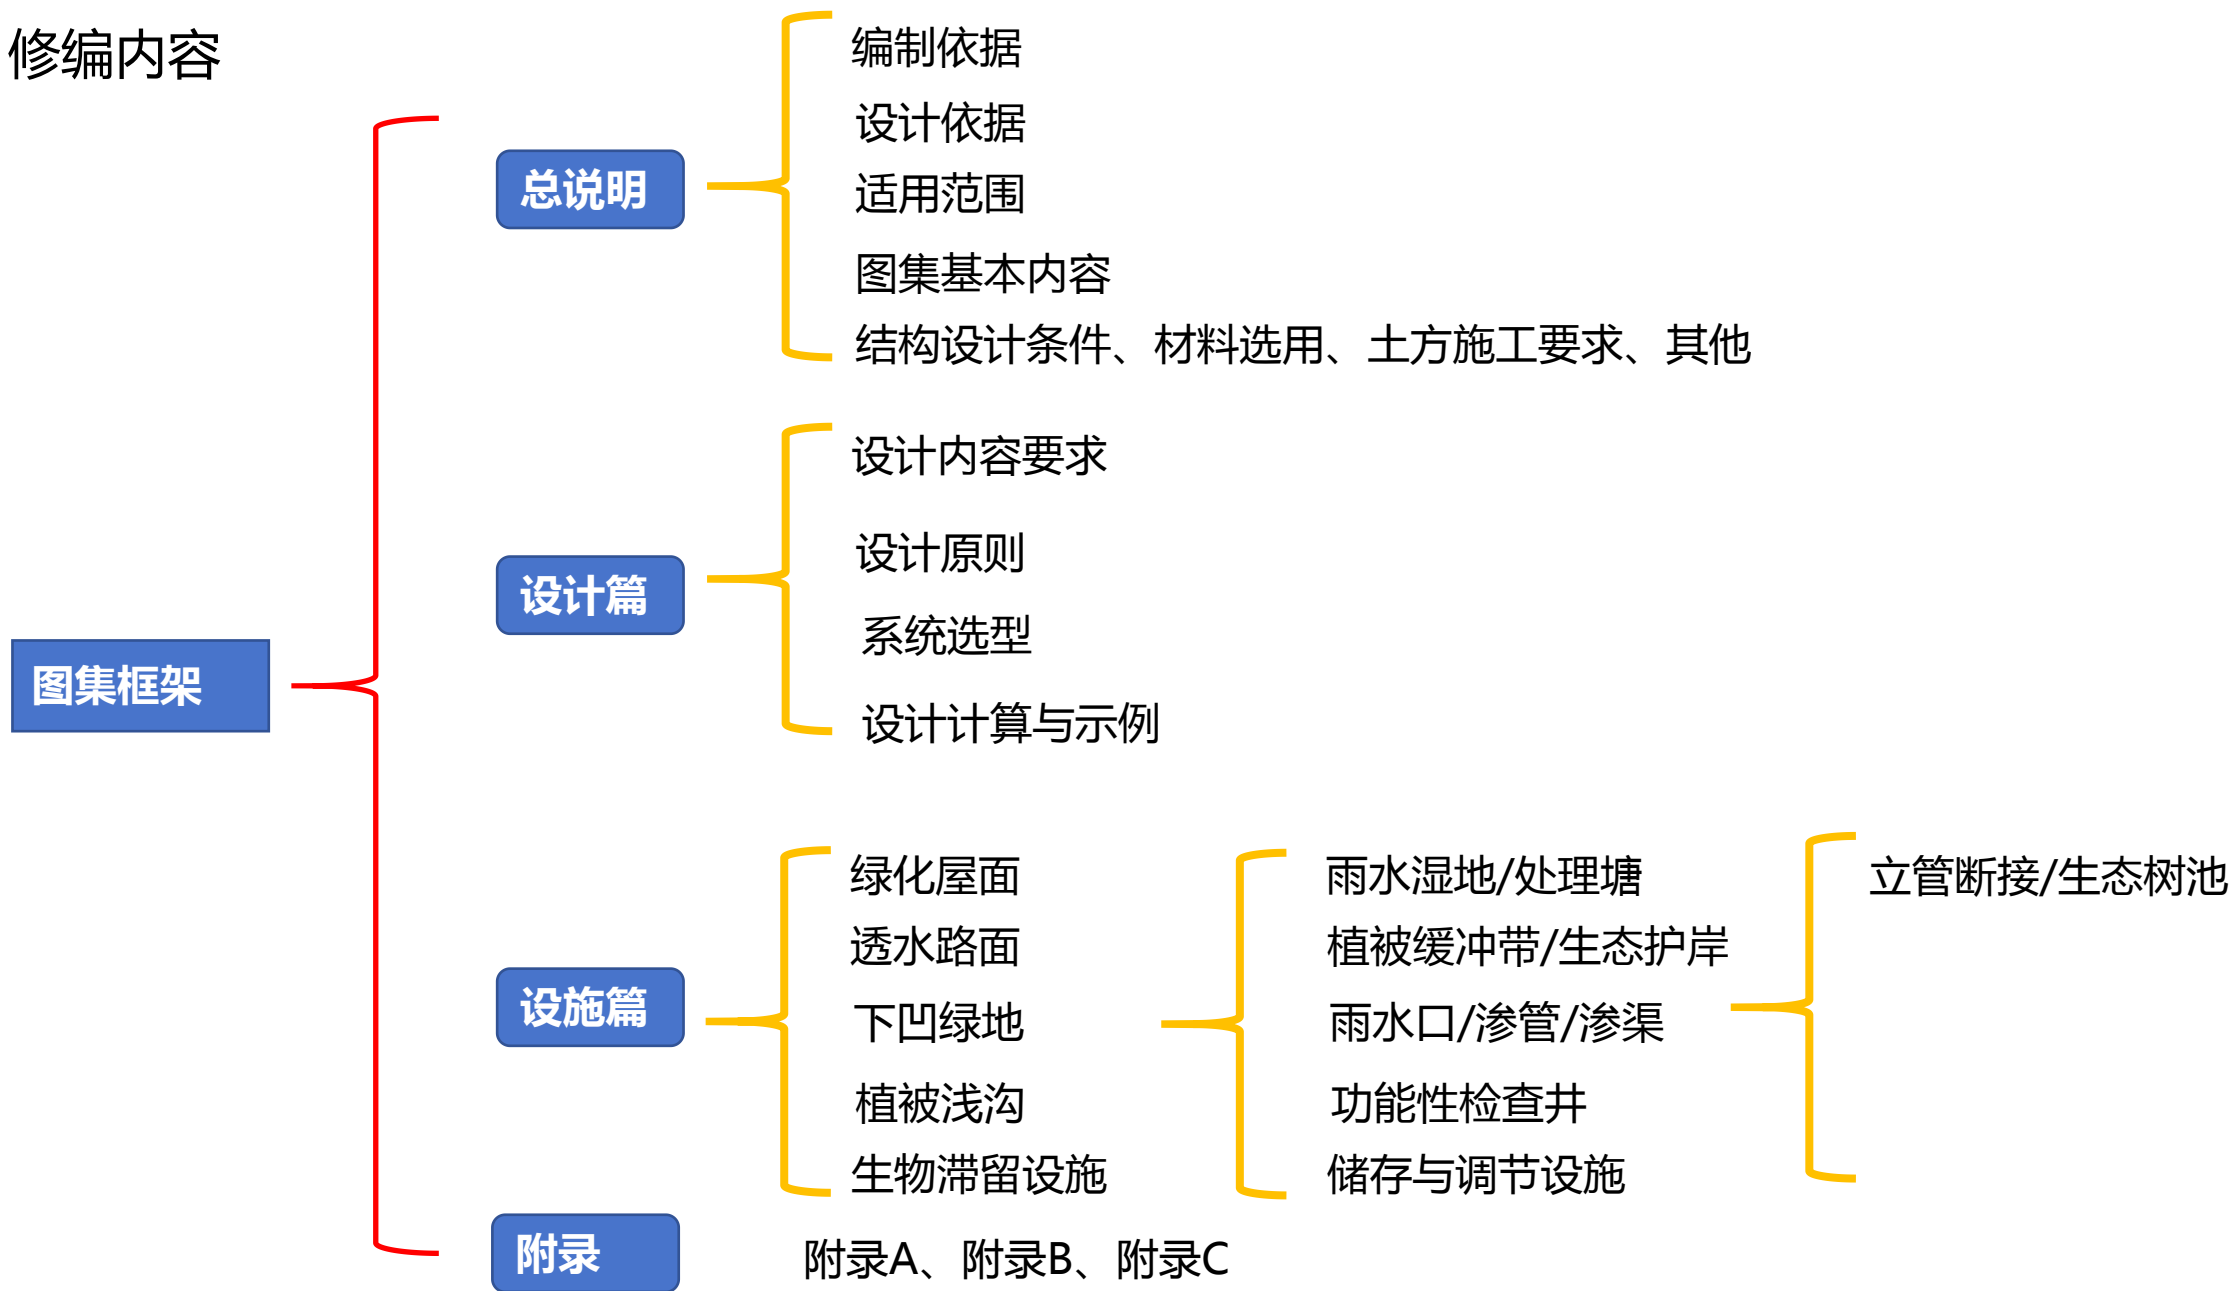 修编内容
图集框架
总说明
编制依据
设计依据
适用范围
图集基本内容
结构设计条件、材料选用、土方施工要求、其他
设计篇
设计内容要求
设计原则
系统选型
设计计算与示例
设施篇
绿化屋面
透水路面
下凹绿地
植被浅沟
生物滞留设施
雨水湿地/处理塘
植被缓冲带/生态护岸
雨水口/渗管/渗渠
功能性检查井
储存与调节设施
立管断接/生态树池
附录
附录A、附录B、附录C